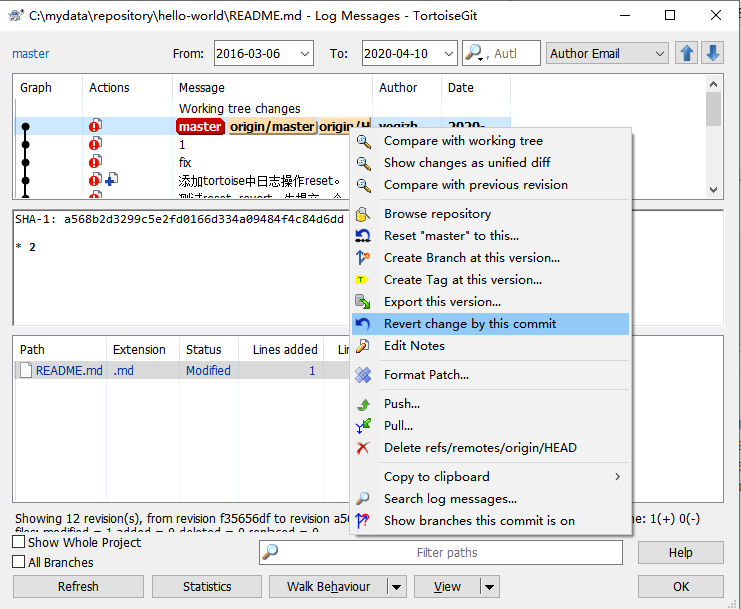 C:\mydata\repository\hello-world\README.md - Log Messages - TortoiseGit
master From: 2016-03-06 To: 2020-04-10 Autl Author Email
Graph Actions Message Author Date
Working tree changes
master origin/master origin/H yogizh 2020-
1
fix
添加tortoise中日志操作reset。
SHA-1: a568b2d3299c5e2fd0166d334a09484f4c84d6dd
* 2
Compare with working tree
Show changes as unified diff
Compare with previous revision
Browse repository
Reset "master" to this...
Create Branch at this version...
Create Tag at this version...
Export this version...
Revert change by this commit
Edit Notes
Format Patch...
Push...
Pull...
Delete refs/remotes/origin/HEAD
Copy to clipboard
Search log messages...
Show branches this commit is on
Path Extension Status Lines added Lin
README.md .md Modified 1
Showing 12 revision(s), from revision f35656df to revision a56 ne: 1(+) 0(-)
files: modified = 1 added = 0 deleted = 0 replaced = 0
Show Whole Project
All Branches
Filter paths
Help
Refresh Statistics Walk Behaviour View OK